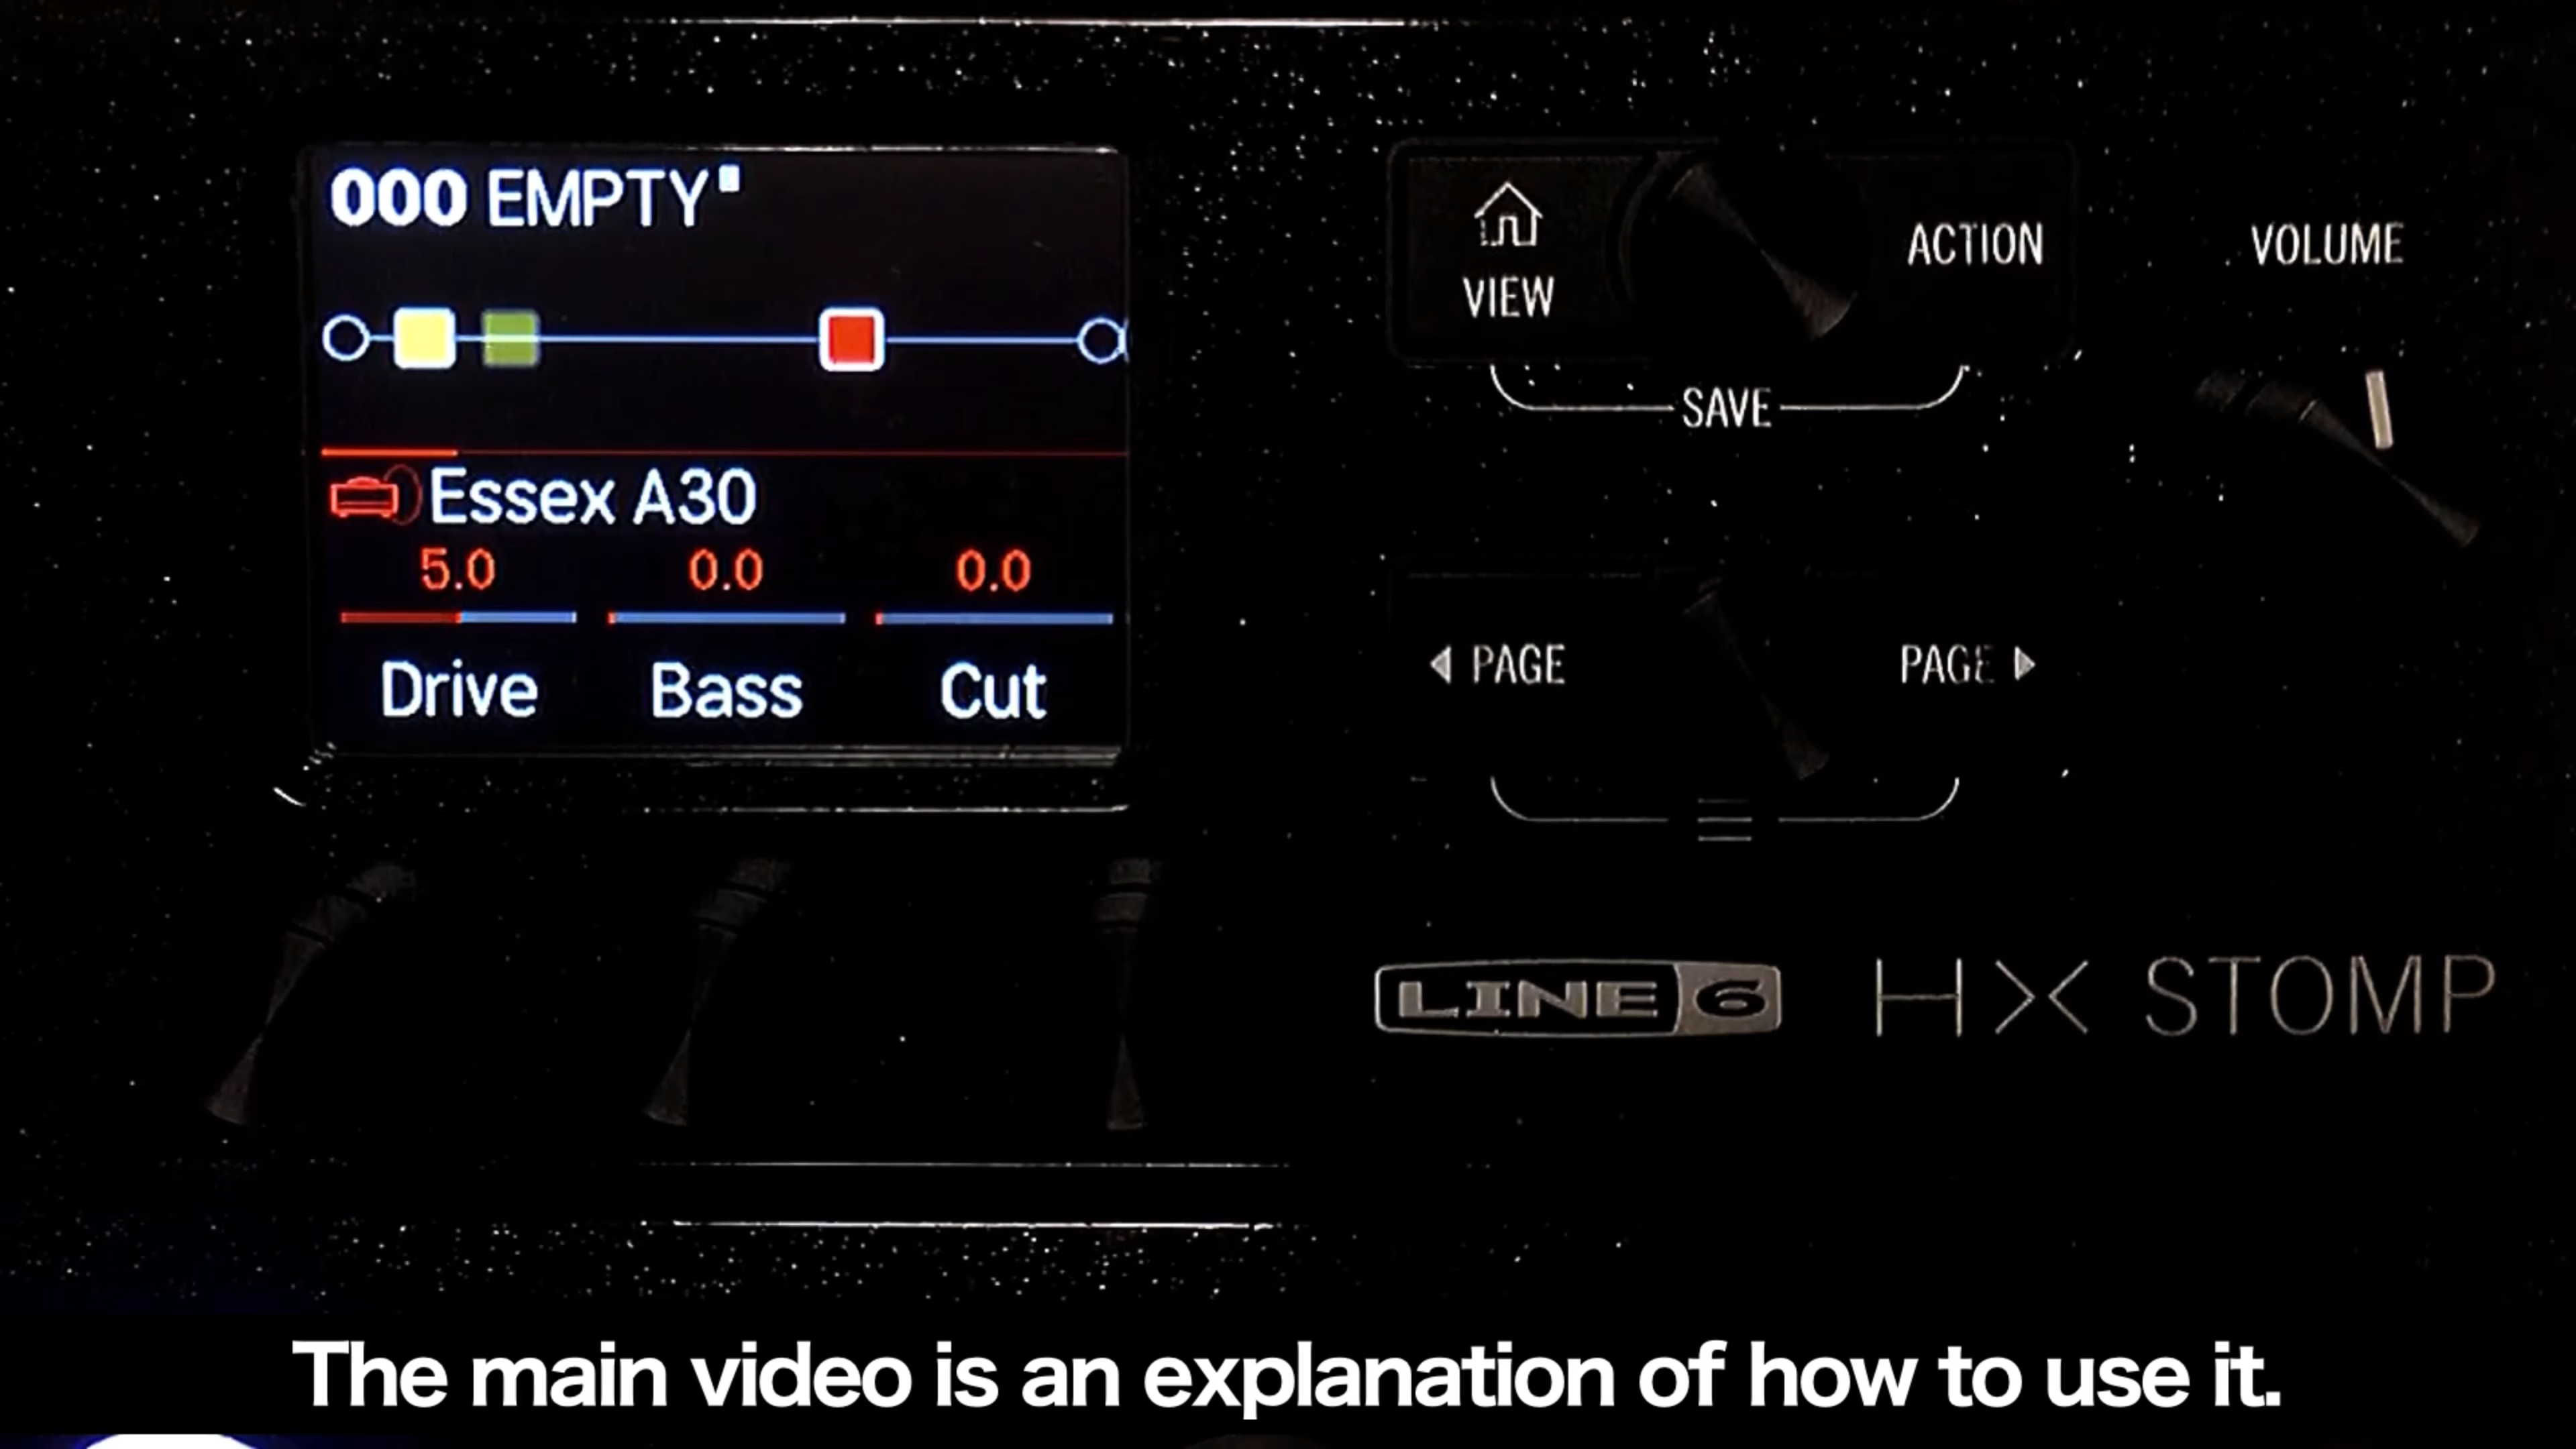 000 EMPTY
Essex A30
5.0 0.0 0.0
Drive Bass Cut
VIEW
ACTION
SAVE
VOLUME
PAGE
PAGE
LINE 6
HX STOMP
The main video is an explanation of how to use it.